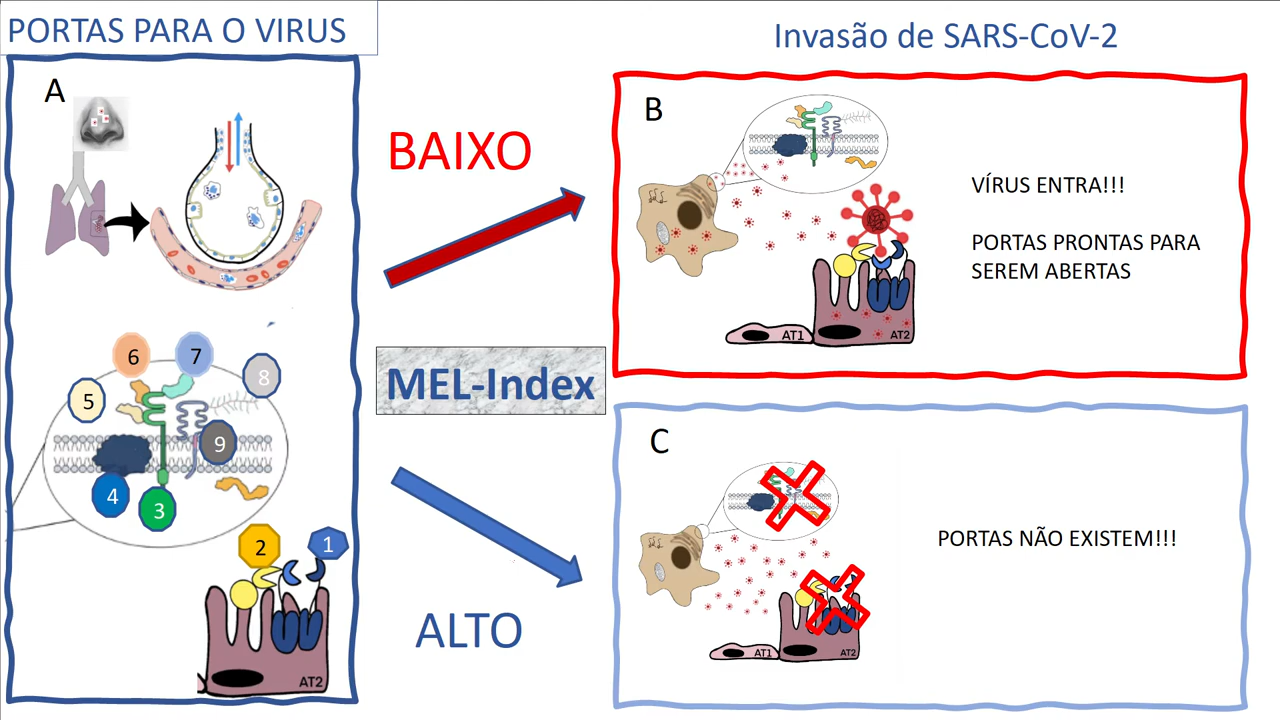 PORTAS PARA O VIRUS
A
6
7
8
5
9
4
3
2
1
AT2
BAIXO
MEL-Index
ALTO
Invasão de SARS-CoV-2
B
VÍRUS ENTRA!!!
PORTAS PRONTAS PARA
SEREM ABERTAS
AT1
AT2
C
PORTAS NÃO EXISTEM!!!
AT1
AT2